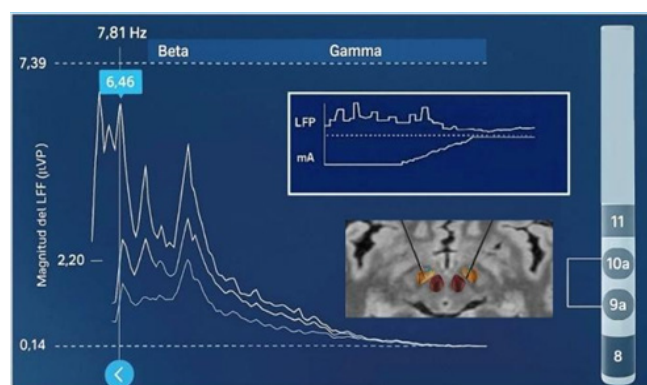 7,81 Hz
Beta
Gamma
7,39
6,46
LFP
mA
Magnitud del LFF (µVP)
2,20
0,14
11
10a
9a
8